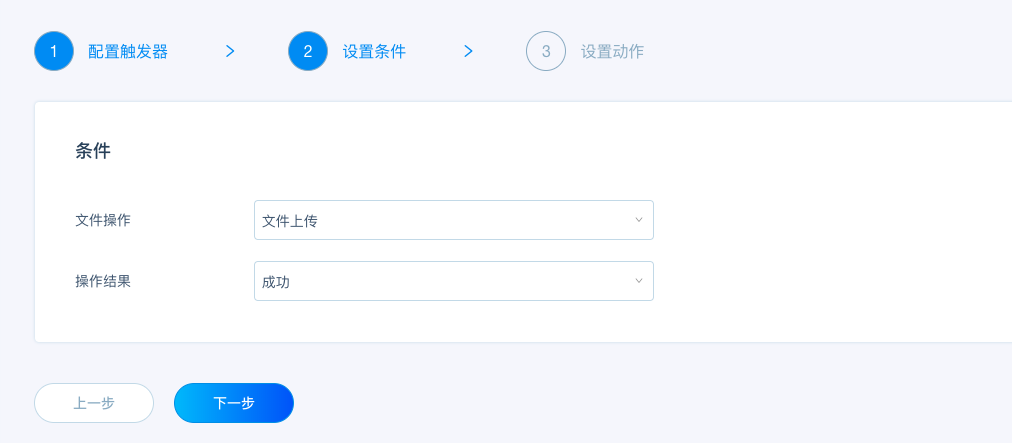 1 配置触发器 > 2 设置条件 > 3 设置动作
条件
文件操作 文件上传
操作结果 成功
上一步 下一步